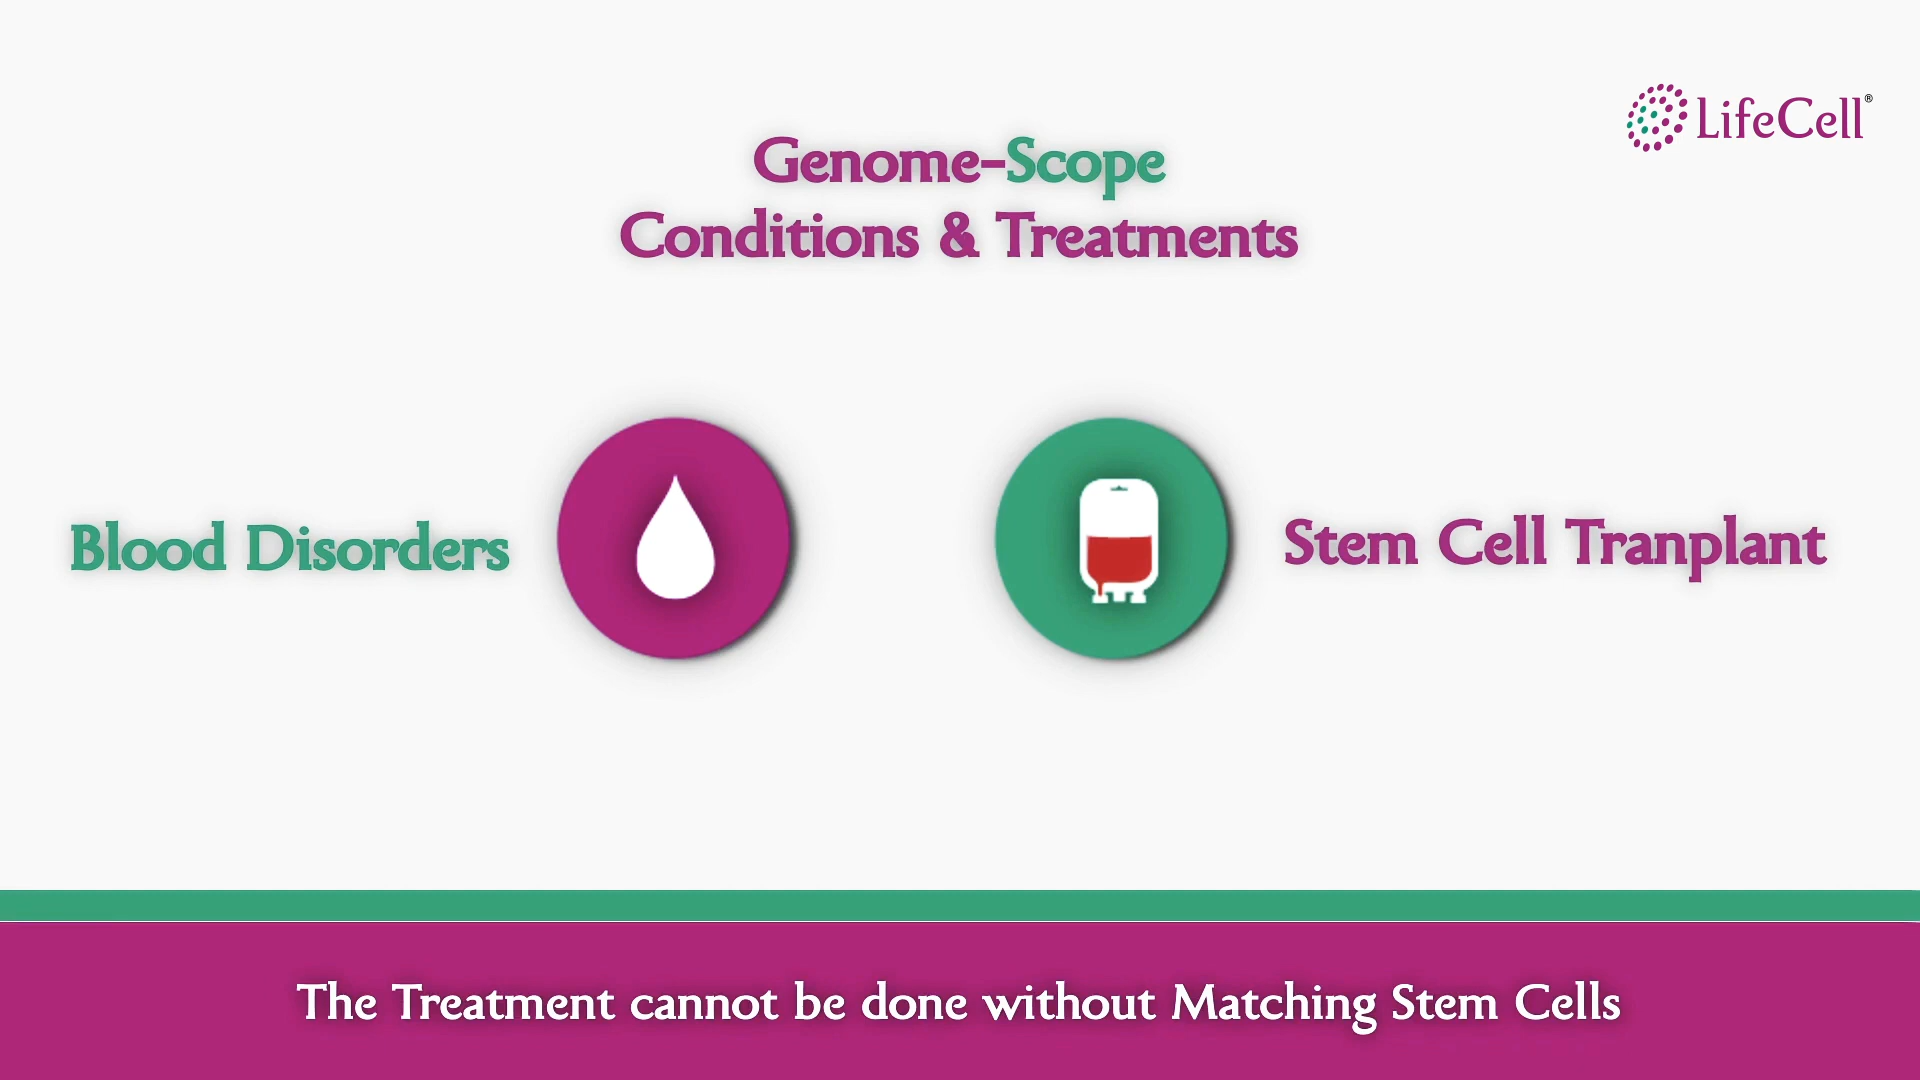 LifeCell®
Genome-Scope
Conditions & Treatments
Blood Disorders
Stem Cell Tranplant
The Treatment cannot be done without Matching Stem Cells